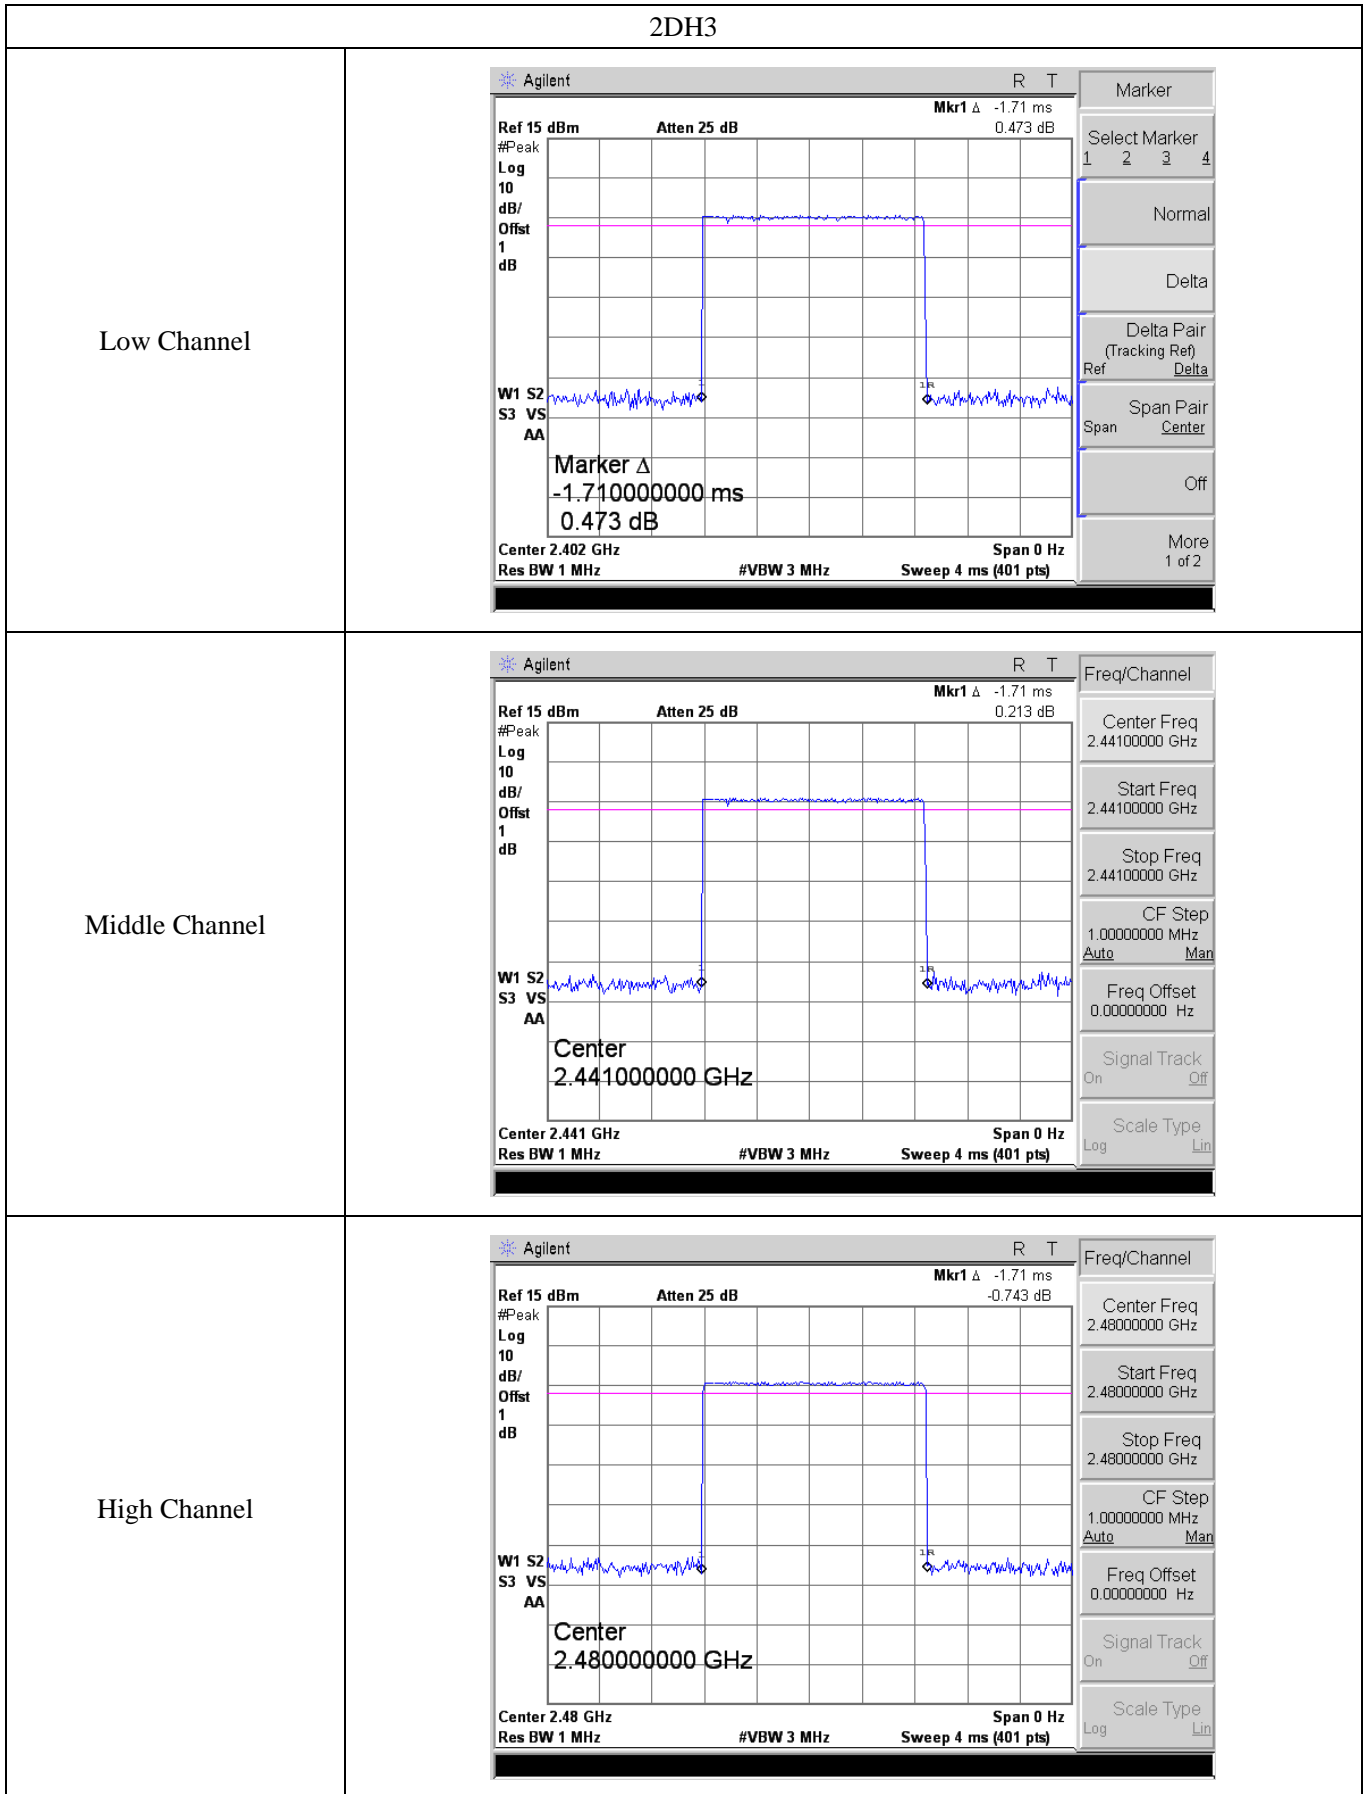 2DH3
Low Channel
Agilent R T
Mkr1 Δ -1.71 ms
Ref 15 dBm Atten 25 dB 0.473 dB
#Peak
Log
10
dB/
Offst
1
dB
1
1R
W1 S2
S3 VS
AA
Marker Δ
-1.710000000 ms
0.473 dB
Center 2.402 GHz Span 0 Hz
Res BW 1 MHz #VBW 3 MHz Sweep 4 ms (401 pts)
Marker
Select Marker
1 2 3 4
Normal
Delta
Delta Pair
(Tracking Ref)
Ref Delta
Span Pair
Span Center
Off
More
1 of 2
Middle Channel
Agilent R T
Mkr1 Δ -1.71 ms
Ref 15 dBm Atten 25 dB 0.213 dB
#Peak
Log
10
dB/
Offst
1
dB
1
1R
W1 S2
S3 VS
AA
Center
2.441000000 GHz
Center 2.441 GHz Span 0 Hz
Res BW 1 MHz #VBW 3 MHz Sweep 4 ms (401 pts)
Freq/Channel
Center Freq
2.44100000 GHz
Start Freq
2.44100000 GHz
Stop Freq
2.44100000 GHz
CF Step
1.00000000 MHz
Auto Man
Freq Offset
0.00000000 Hz
Signal Track
On Off
Scale Type
Log Lin
High Channel
Agilent R T
Mkr1 Δ -1.71 ms
Ref 15 dBm Atten 25 dB -0.743 dB
#Peak
Log
10
dB/
Offst
1
dB
1
1R
W1 S2
S3 VS
AA
Center
2.480000000 GHz
Center 2.48 GHz Span 0 Hz
Res BW 1 MHz #VBW 3 MHz Sweep 4 ms (401 pts)
Freq/Channel
Center Freq
2.48000000 GHz
Start Freq
2.48000000 GHz
Stop Freq
2.48000000 GHz
CF Step
1.00000000 MHz
Auto Man
Freq Offset
0.00000000 Hz
Signal Track
On Off
Scale Type
Log Lin